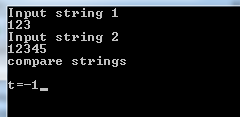 Input string 1
123
Input string 2
12345
compare strings
t=-1